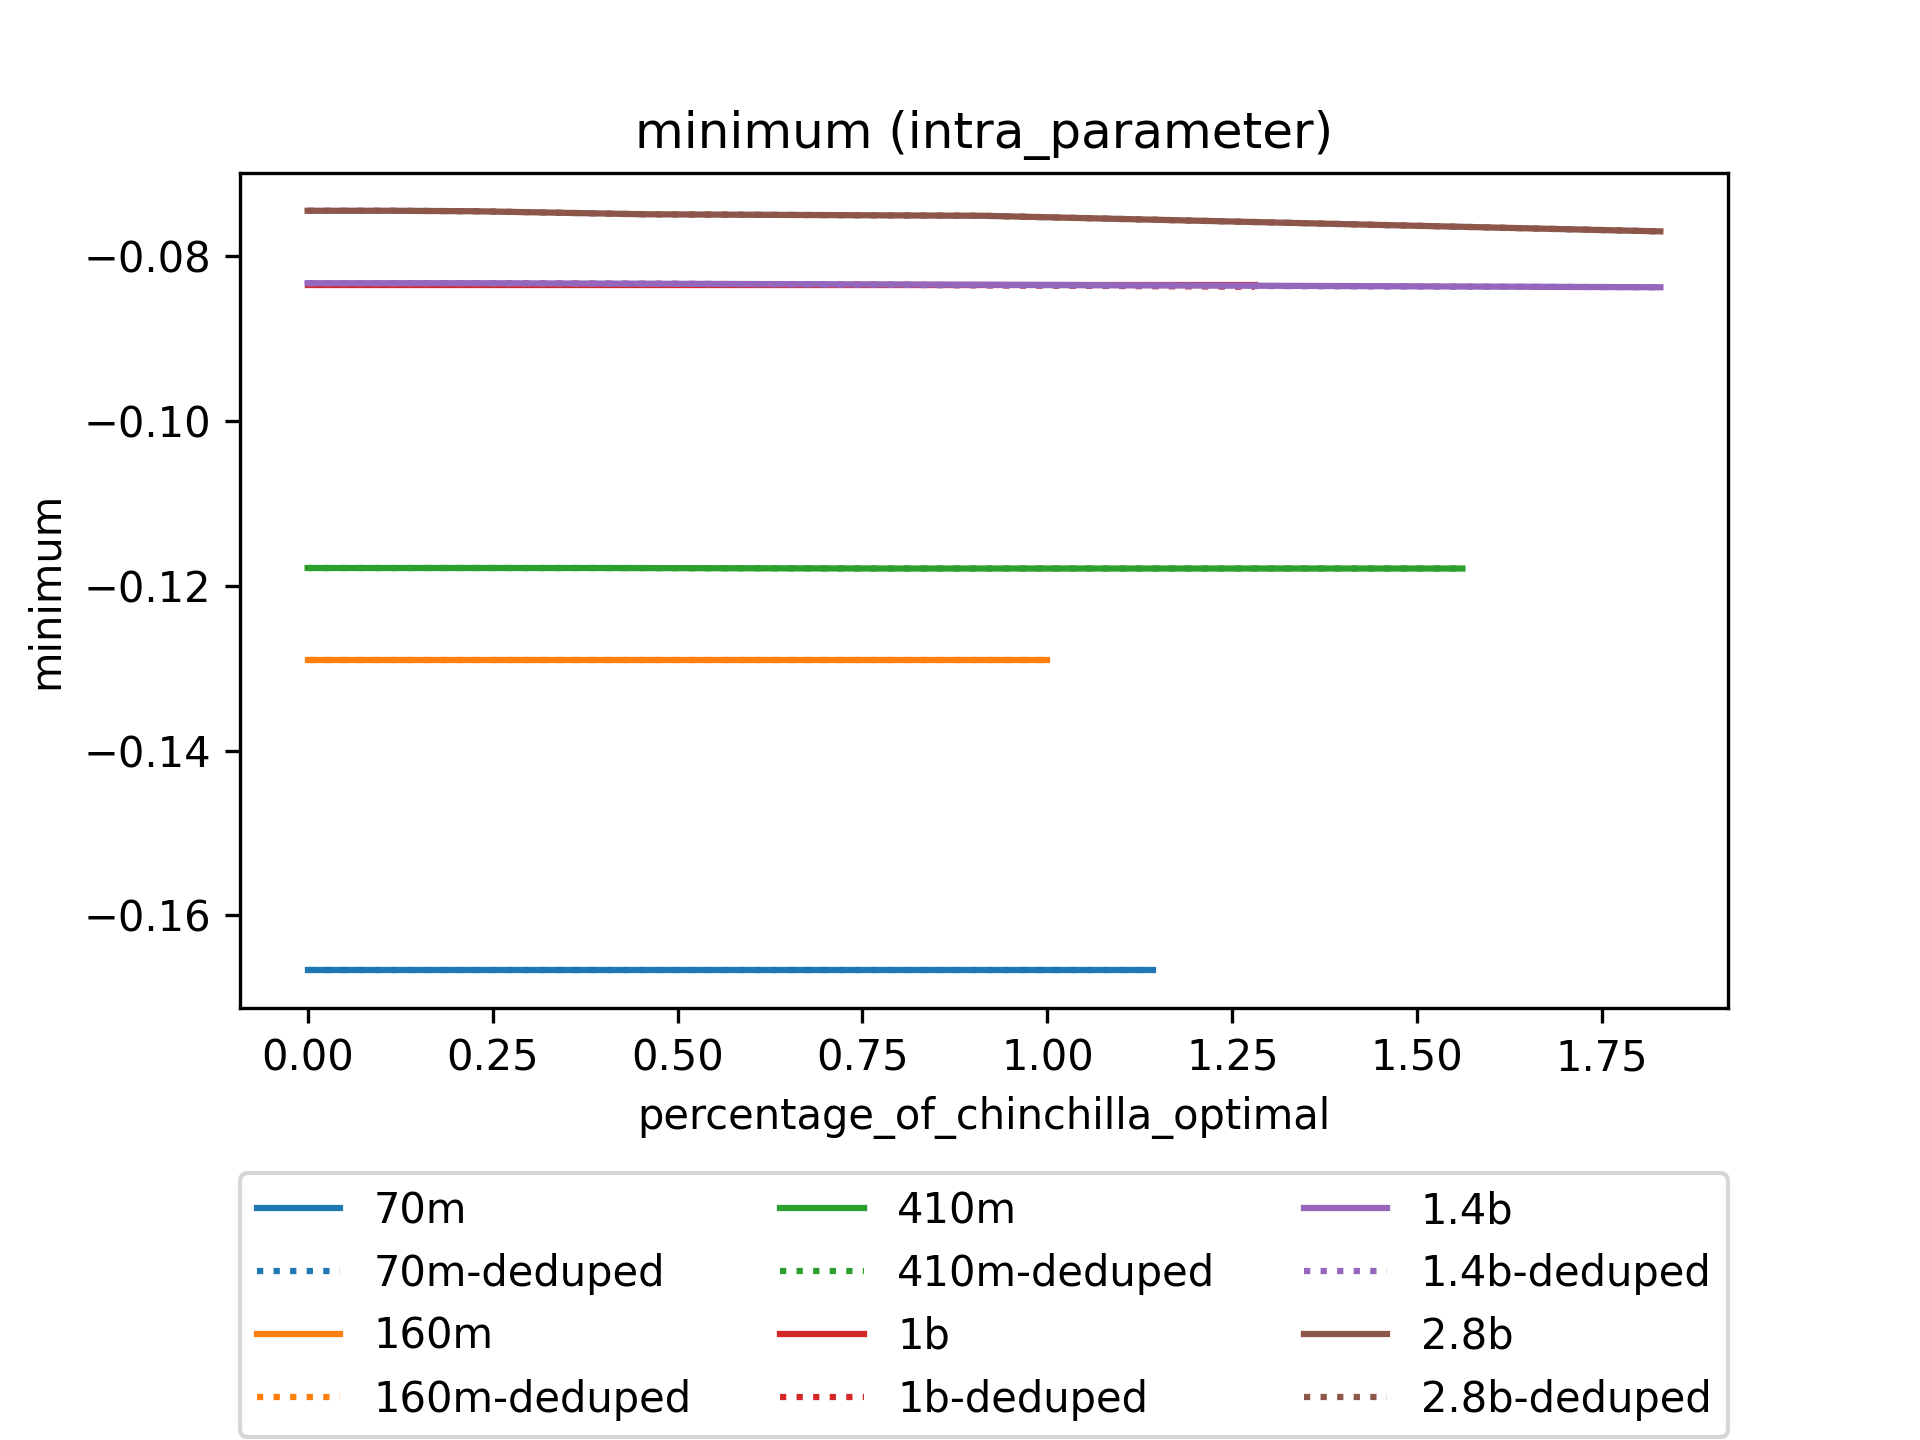 minimum (intra_parameter)
−0.08
−0.10
−0.12
−0.14
−0.16
minimum
0.00 0.25 0.50 0.75 1.00 1.25 1.50 1.75
percentage_of_chinchilla_optimal
70m 410m 1.4b
70m-deduped 410m-deduped 1.4b-deduped
160m 1b 2.8b
160m-deduped 1b-deduped 2.8b-deduped